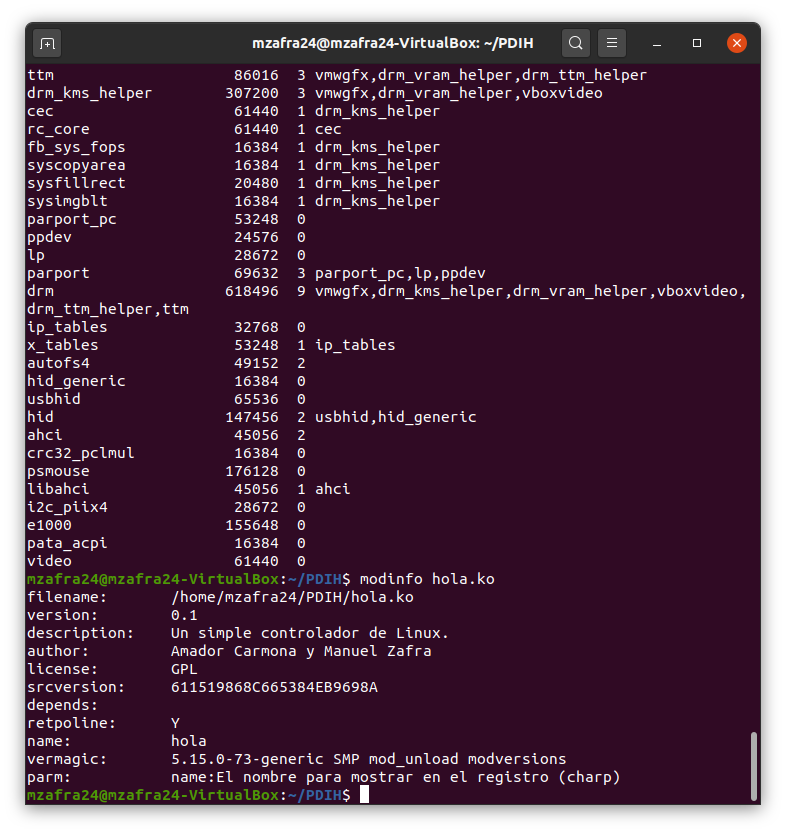 mzafra24@mzafra24-VirtualBox: ~/PDIH
ttm                    86016  3 vmwgfx,drm_vram_helper,drm_ttm_helper
drm_kms_helper        307200  3 vmwgfx,drm_vram_helper,vboxvideo
cec                    61440  1 drm_kms_helper
rc_core                61440  1 cec
fb_sys_fops            16384  1 drm_kms_helper
syscopyarea            16384  1 drm_kms_helper
sysfillrect            20480  1 drm_kms_helper
sysimgblt              16384  1 drm_kms_helper
parport_pc             53248  0
ppdev                  24576  0
lp                     28672  0
parport                69632  3 parport_pc,lp,ppdev
drm                   618496  9 vmwgfx,drm_kms_helper,drm_vram_helper,vboxvideo,
drm_ttm_helper,ttm
ip_tables              32768  0
x_tables               53248  1 ip_tables
autofs4                49152  2
hid_generic            16384  0
usbhid                 65536  0
hid                   147456  2 usbhid,hid_generic
ahci                   45056  2
crc32_pclmul           16384  0
psmouse               176128  0
libahci                45056  1 ahci
i2c_piix4              28672  0
e1000                 155648  0
pata_acpi              16384  0
video                  61440  0
mzafra24@mzafra24-VirtualBox:~/PDIH$ modinfo hola.ko
filename:       /home/mzafra24/PDIH/hola.ko
version:        0.1
description:    Un simple controlador de Linux.
author:         Amador Carmona y Manuel Zafra
license:        GPL
srcversion:     611519868C665384EB9698A
depends:
retpoline:      Y
name:           hola
vermagic:       5.15.0-73-generic SMP mod_unload modversions
parm:           name:El nombre para mostrar en el registro (charp)
mzafra24@mzafra24-VirtualBox:~/PDIH$